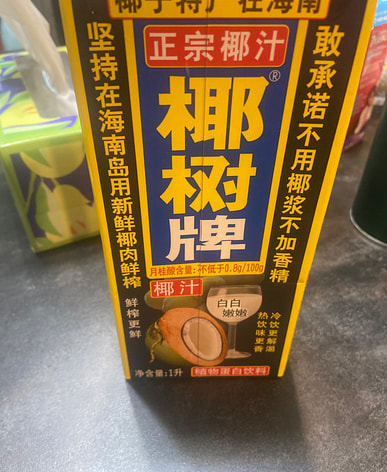 椰子特产在海南
正宗椰汁
坚持在海南岛用新鲜椰肉鲜榨
椰树牌
®
敢承诺不用椰浆不加香精
月桂酸含量:不低于0.8g/100g
椰汁
鲜榨更鲜
白白
嫩嫩
热饮味更香
冷饮更解渴
净含量:1升
植物蛋白饮料